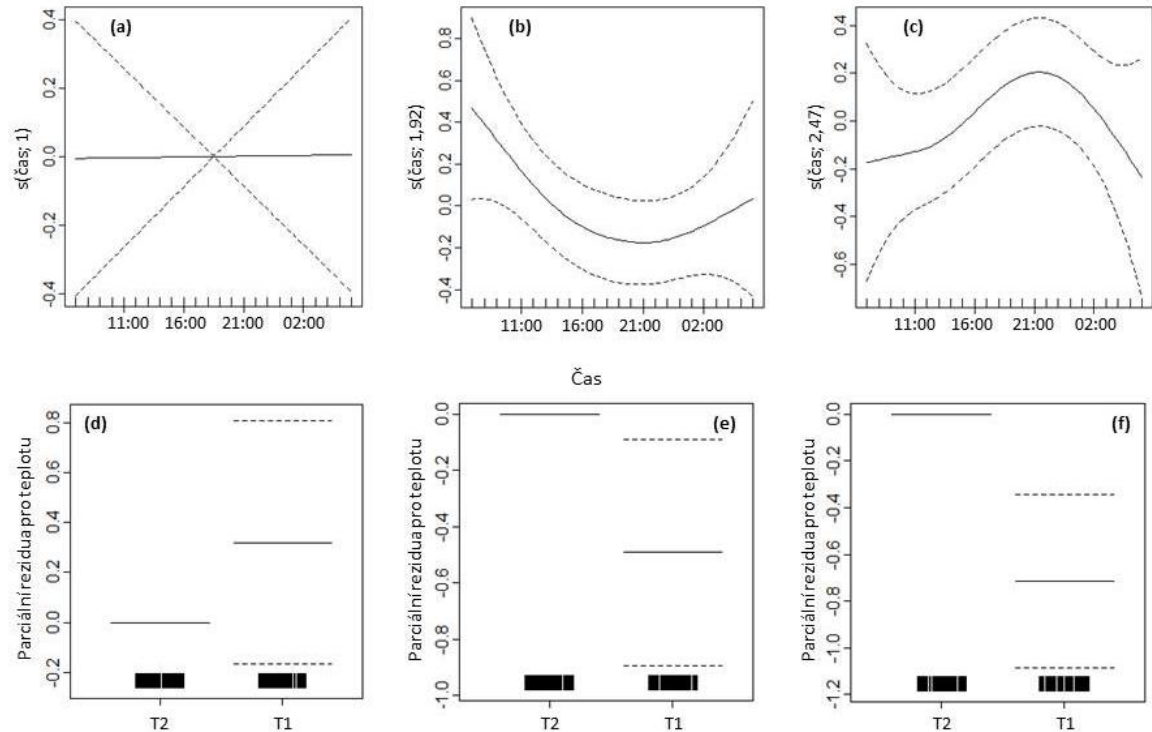 (a)
s(čas; 1)
0.4
0.2
0.0
-0.2
-0.4
11:00 16:00 21:00 02:00
(b)
s(čas; 1,92)
0.8
0.6
0.4
0.2
0.0
-0.2
-0.4
11:00 16:00 21:00 02:00
(c)
s(čas; 2,47)
0.4
0.2
0.0
-0.2
-0.4
-0.6
11:00 16:00 21:00 02:00
Čas
(d)
Parciální rezidua pro teplotu
0.8
0.6
0.4
0.2
0.0
-0.2
T2 T1
(e)
Parciální rezidua pro teplotu
0.0
-0.2
-0.4
-0.6
-0.8
-1.0
T2 T1
(f)
Parciální rezidua pro teplotu
0.0
-0.2
-0.4
-0.6
-0.8
-1.0
-1.2
T2 T1